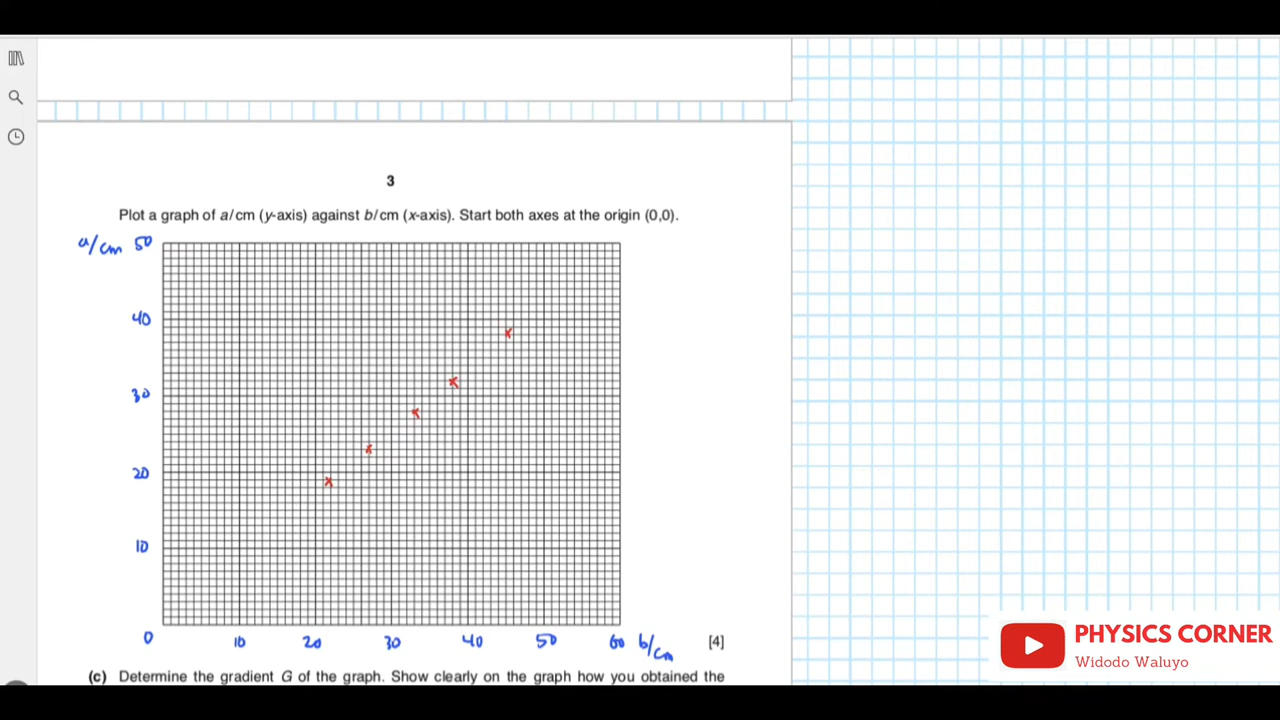 3
Plot a graph of a/cm (y-axis) against b/cm (x-axis). Start both axes at the origin (0,0).
a/cm 50
40
30
20
10
0 10 20 30 40 50 60 b/cm [4]
(c) Determine the gradient G of the graph. Show clearly on the graph how you obtained the
PHYSICS CORNER
Widodo Waluyo